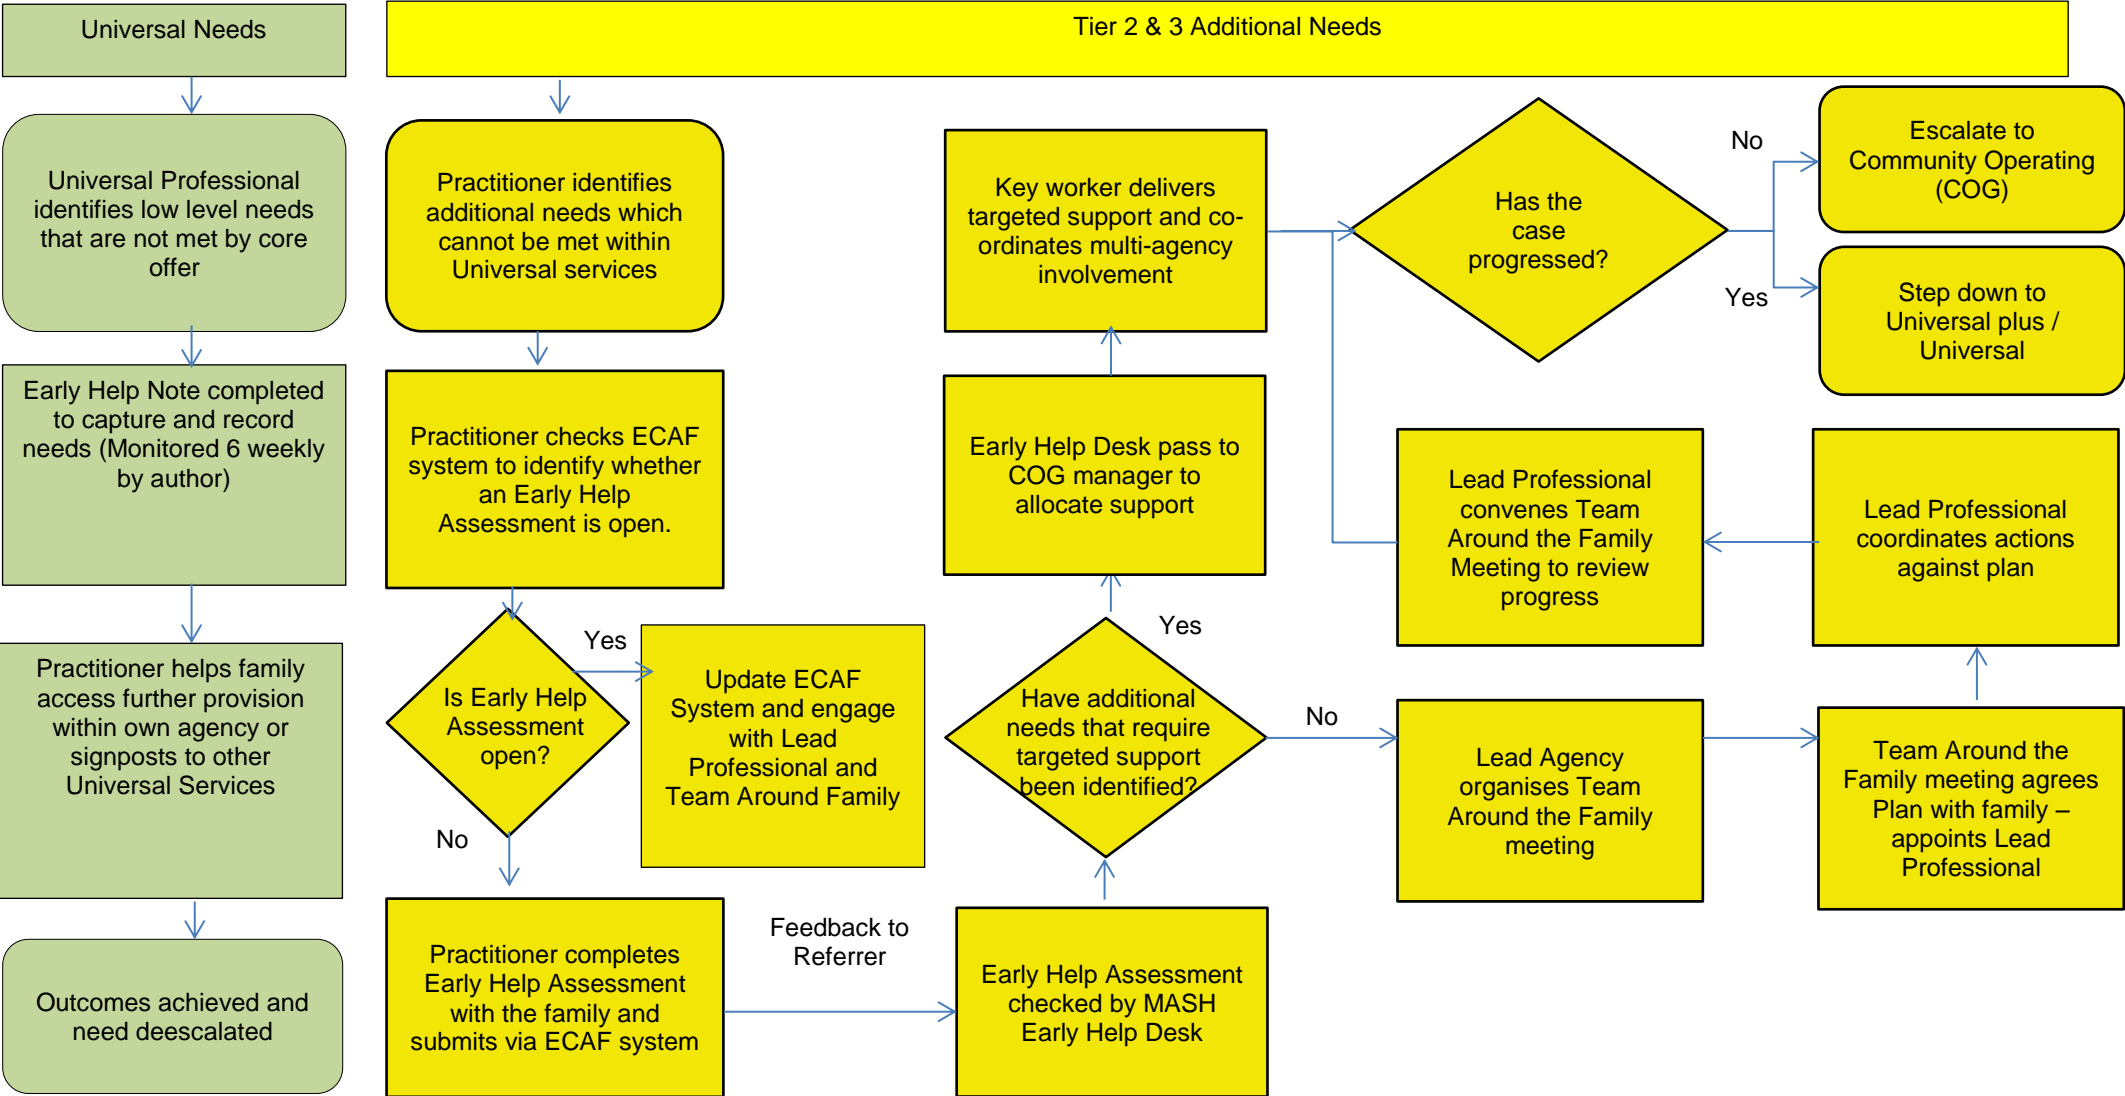 Universal Needs
Tier 2 & 3 Additional Needs
Universal Professional
identifies low level needs
that are not met by core
offer
Early Help Note completed
to capture and record
needs (Monitored 6 weekly
by author)
Practitioner helps family
access further provision
within own agency or
signposts to other
Universal Services
Outcomes achieved and
need deescalated
Practitioner identifies
additional needs which
cannot be met within
Universal services
Practitioner checks ECAF
system to identify whether
an Early Help
Assessment is open.
Is Early Help
Assessment
open?
Yes
Update ECAF
System and engage
with Lead
Professional and
Team Around Family
No
Practitioner completes
Early Help Assessment
with the family and
submits via ECAF system
Feedback to
Referrer
Early Help Assessment
checked by MASH
Early Help Desk
Have additional
needs that require
targeted support
been identified?
Yes
Early Help Desk pass to
COG manager to
allocate support
Key worker delivers
targeted support and co-
ordinates multi-agency
involvement
No
Lead Agency
organises Team
Around the Family
meeting
Team Around the
Family meeting agrees
Plan with family –
appoints Lead
Professional
Lead Professional
coordinates actions
against plan
Lead Professional
convenes Team
Around the Family
Meeting to review
progress
Has the
case
progressed?
No
Escalate to
Community Operating
(COG)
Yes
Step down to
Universal plus /
Universal